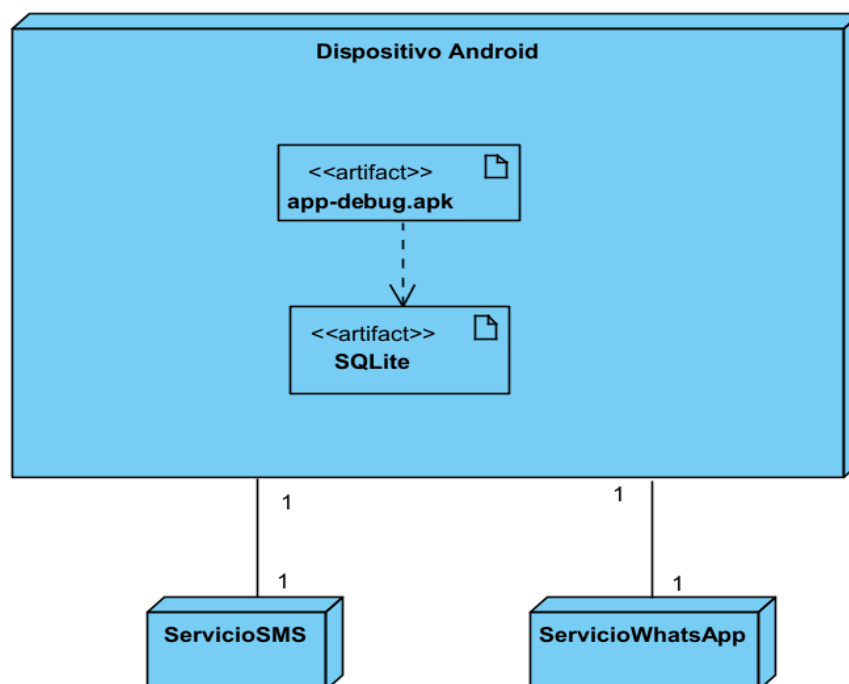 Dispositivo Android
<<artifact>>
app-debug.apk
<<artifact>>
SQLite
1
1
1
1
ServicioSMS
ServicioWhatsApp